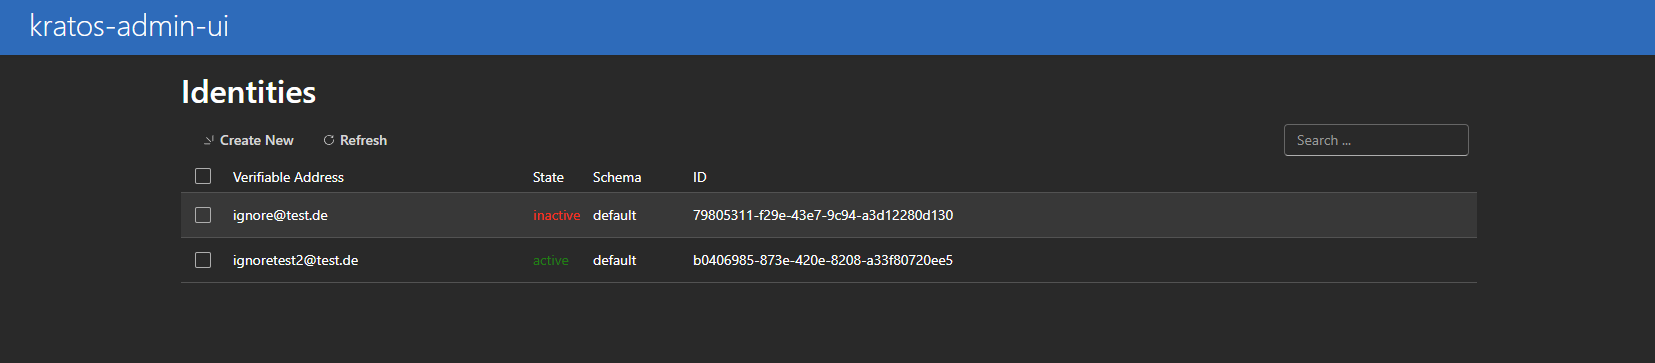 kratos-admin-ui
Identities
Create New Refresh Search ...
Verifiable Address State Schema ID
ignore@test.de inactive default 79805311-f29e-43e7-9c94-a3d12280d130
ignoretest2@test.de active default b0406985-873e-420e-8208-a33f80720ee5